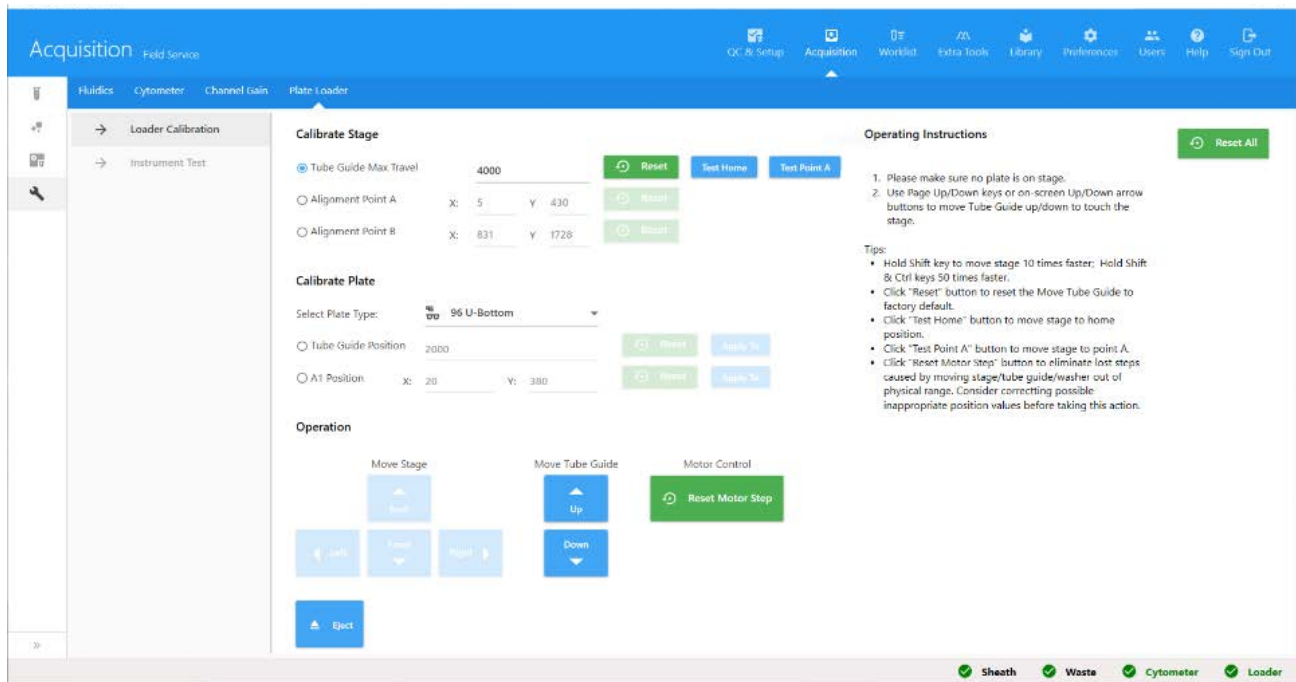 Acquisition Field Service
QC & Setup
Acquisition
Worklist
Extra Tools
Library
Preferences
Users
Help
Sign Out
Fluidics Cytometer Channel Gain Plate Loader
Loader Calibration
Instrument Test
Calibrate Stage
Tube Guide Max Travel 4000 Reset Test Home Test Point A
Alignment Point A X: 5 Y 430 Reset
Alignment Point B X: 831 Y 1728 Reset
Calibrate Plate
Select Plate Type: 96 U-Bottom
Tube Guide Position 2000 Reset Apply To
A1 Position X: 20 Y: 380 Reset Apply To
Operation
Move Stage
Left
Right
Move Tube Guide
Up
Down
Motor Control
Reset Motor Step
Eject
Operating Instructions
Reset All
1. Please make sure no plate is on stage.
2. Use Page Up/Down keys or on-screen Up/Down arrow
buttons to move Tube Guide up/down to touch the
stage.
Tips:
• Hold Shift key to move stage 10 times faster; Hold Shift
& Ctrl keys 50 times faster.
• Click "Reset" button to reset the Move Tube Guide to
factory default.
• Click "Test Home" button to move stage to home
position.
• Click "Test Point A" button to move stage to point A.
• Click "Reset Motor Step" button to eliminate lost steps
caused by moving stage/tube guide/washer out of
physical range. Consider correctting possible
inappropriate position values before taking this action.
Sheath Waste Cytometer Loader